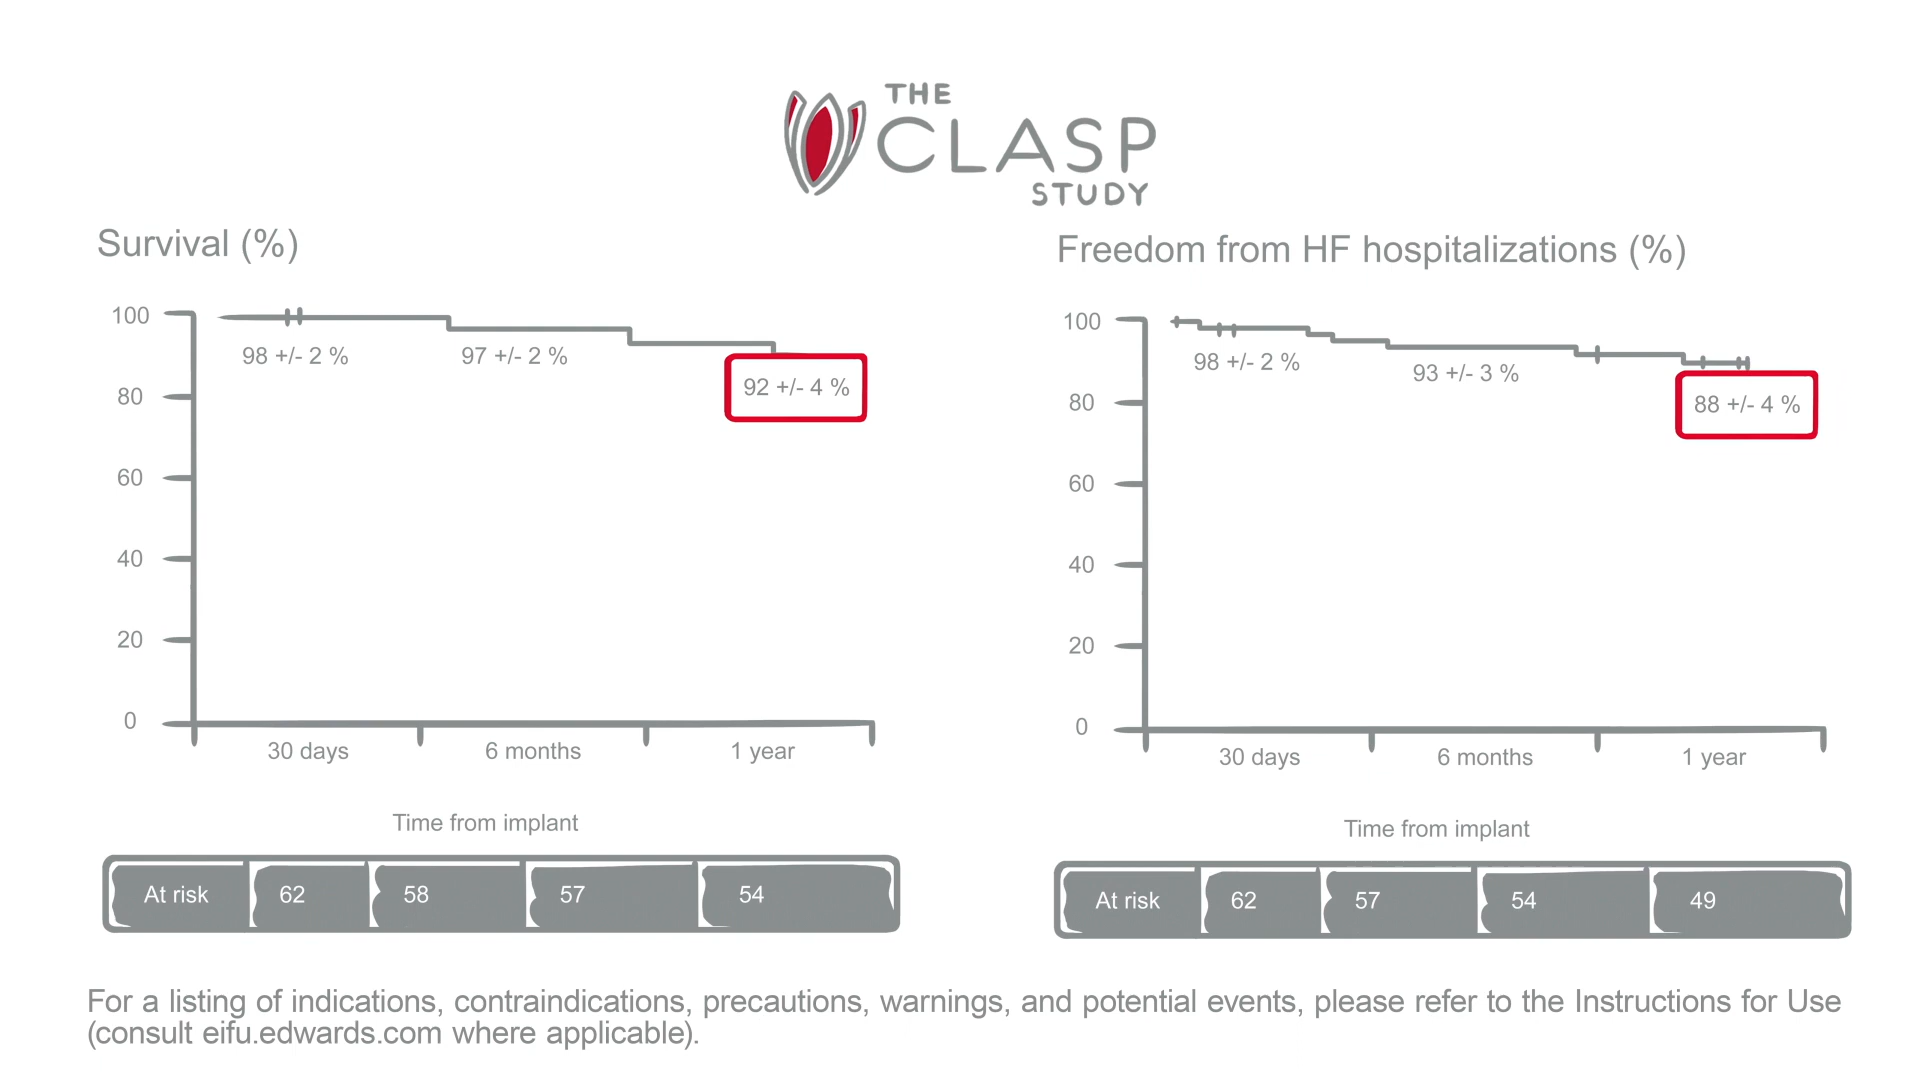 THE
CLASP
STUDY
Survival (%)
100
80
60
40
20
0
98 +/- 2 %
97 +/- 2 %
92 +/- 4 %
30 days
6 months
1 year
Time from implant
At risk 62 58 57 54
Freedom from HF hospitalizations (%)
100
80
60
40
20
0
98 +/- 2 %
93 +/- 3 %
88 +/- 4 %
30 days
6 months
1 year
Time from implant
At risk 62 57 54 49
For a listing of indications, contraindications, precautions, warnings, and potential events, please refer to the Instructions for Use
(consult eifu.edwards.com where applicable).